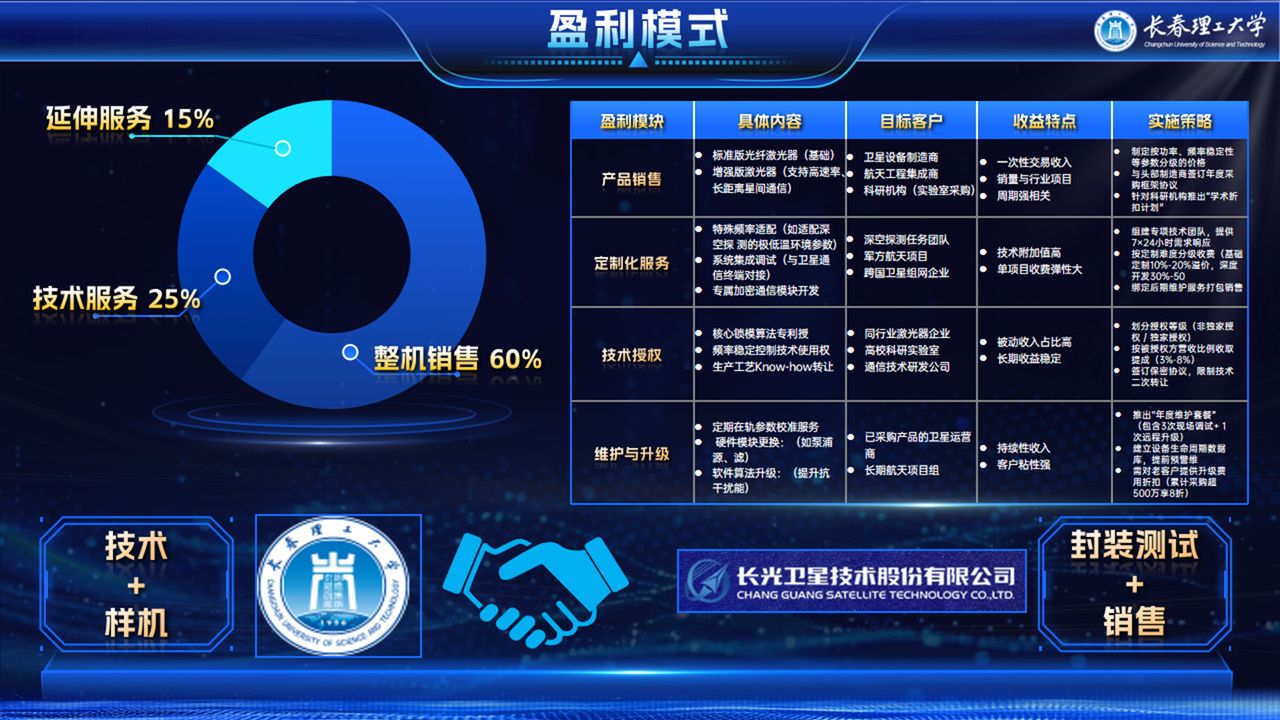 盈利模式
长春理工大学
Changchun University of Science and Technology
延伸服务 15%
技术服务 25%
整机销售 60%
盈利模块
具体内容
目标客户
收益特点
实施策略
产品销售
标准版光纤激光器（基础）
增强版激光器（支持高速率、
长距离星间通信）
卫星设备制造商
航天工程集成商
科研机构（实验室采购）
一次性交易收入
销量与行业项目
周期强相关
制定按功率、频率稳定性
等参数分级的价格
与头部制造商签订年度采
购框架协议
针对科研机构推出“学术折
扣计划”
定制化服务
特殊频率适配（如适配深
空探 测的极低温环境参数）
系统集成调试（与卫星通
信终端对接）
专属加密通信模块开发
深空探测任务团队
军方航天项目
跨国卫星组网企业
技术附加值高
单项目收费弹性大
组建专项技术团队，提供
7×24小时需求响应
按定制难度分级收费（基础
定制10%-20%溢价，深度
开发30%-50
绑定后期维护服务打包销售
技术授权
核心锁模算法专利授
频率稳定控制技术使用权
生产工艺Know-how转让
同行业激光器企业
高校科研实验室
通信技术研发公司
被动收入占比高
长期收益稳定
划分授权等级（非独家授
权 / 独家授权）
按被授权方营收比例收取
提成（3%-8%）
签订保密协议，限制技术
二次转让
维护与升级
定期在轨参数校准服务
硬件模块更换：（如泵浦
源、滤）
软件算法升级：（提升抗
干扰能）
已采购产品的卫星运营
商
长期航天项目组
持续性收入
客户粘性强
推出“年度维护套餐”
（包含3次现场调试+ 1
次远程升级）
建立设备生命周期数据
库，提前预警维
需对老客户提供升级费
用折扣（累计采购超
500万享8折）
技术
+
样机
长春理工大学
CHANGCHUN UNIVERSITY OF SCIENCE AND TECHNOLOGY
1958
长光卫星技术股份有限公司
CHANG GUANG SATELLITE TECHNOLOGY CO.,LTD.
封装测试
+
销售